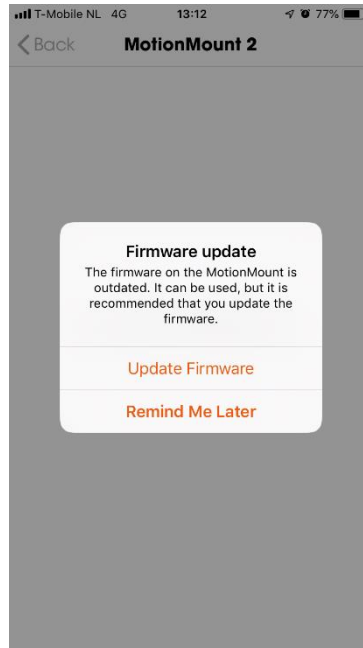 T-Mobile NL 4G 13:12 77%
Back MotionMount 2
Firmware update
The firmware on the MotionMount is
outdated. It can be used, but it is
recommended that you update the
firmware.
Update Firmware
Remind Me Later